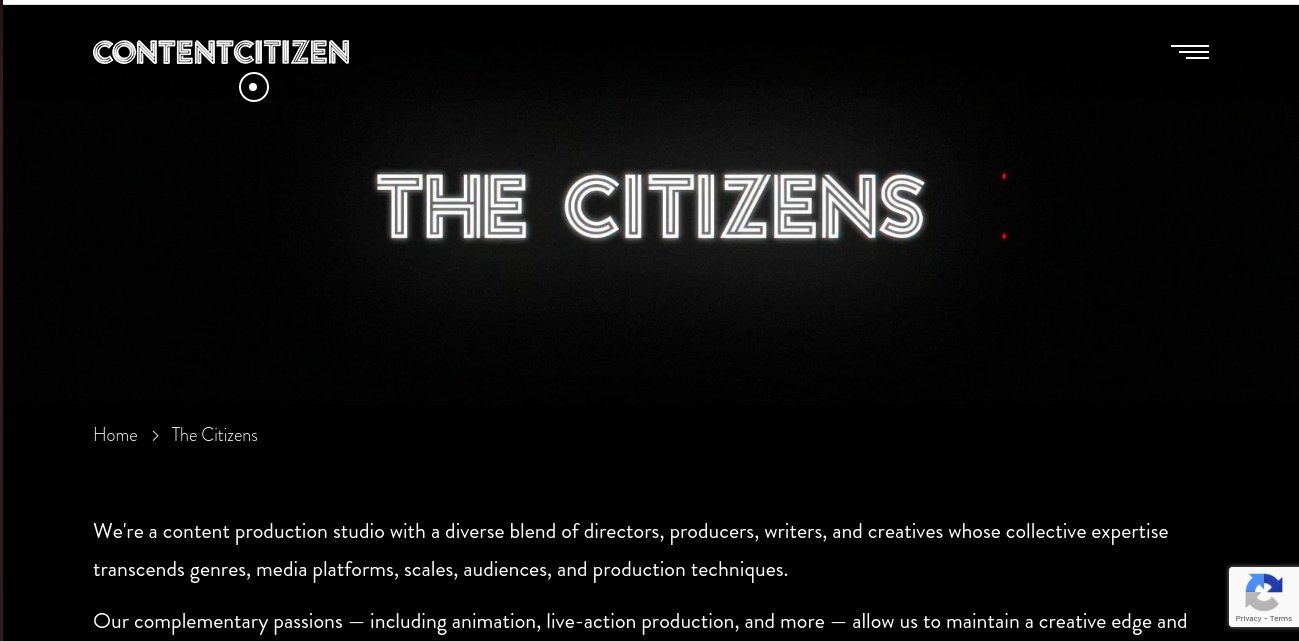 CONTENTCITIZEN
THE CITIZENS
Home > The Citizens
We're a content production studio with a diverse blend of directors, producers, writers, and creatives whose collective expertise
transcends genres, media platforms, scales, audiences, and production techniques.
Our complementary passions — including animation, live-action production, and more — allow us to maintain a creative edge and
Privacy - Terms